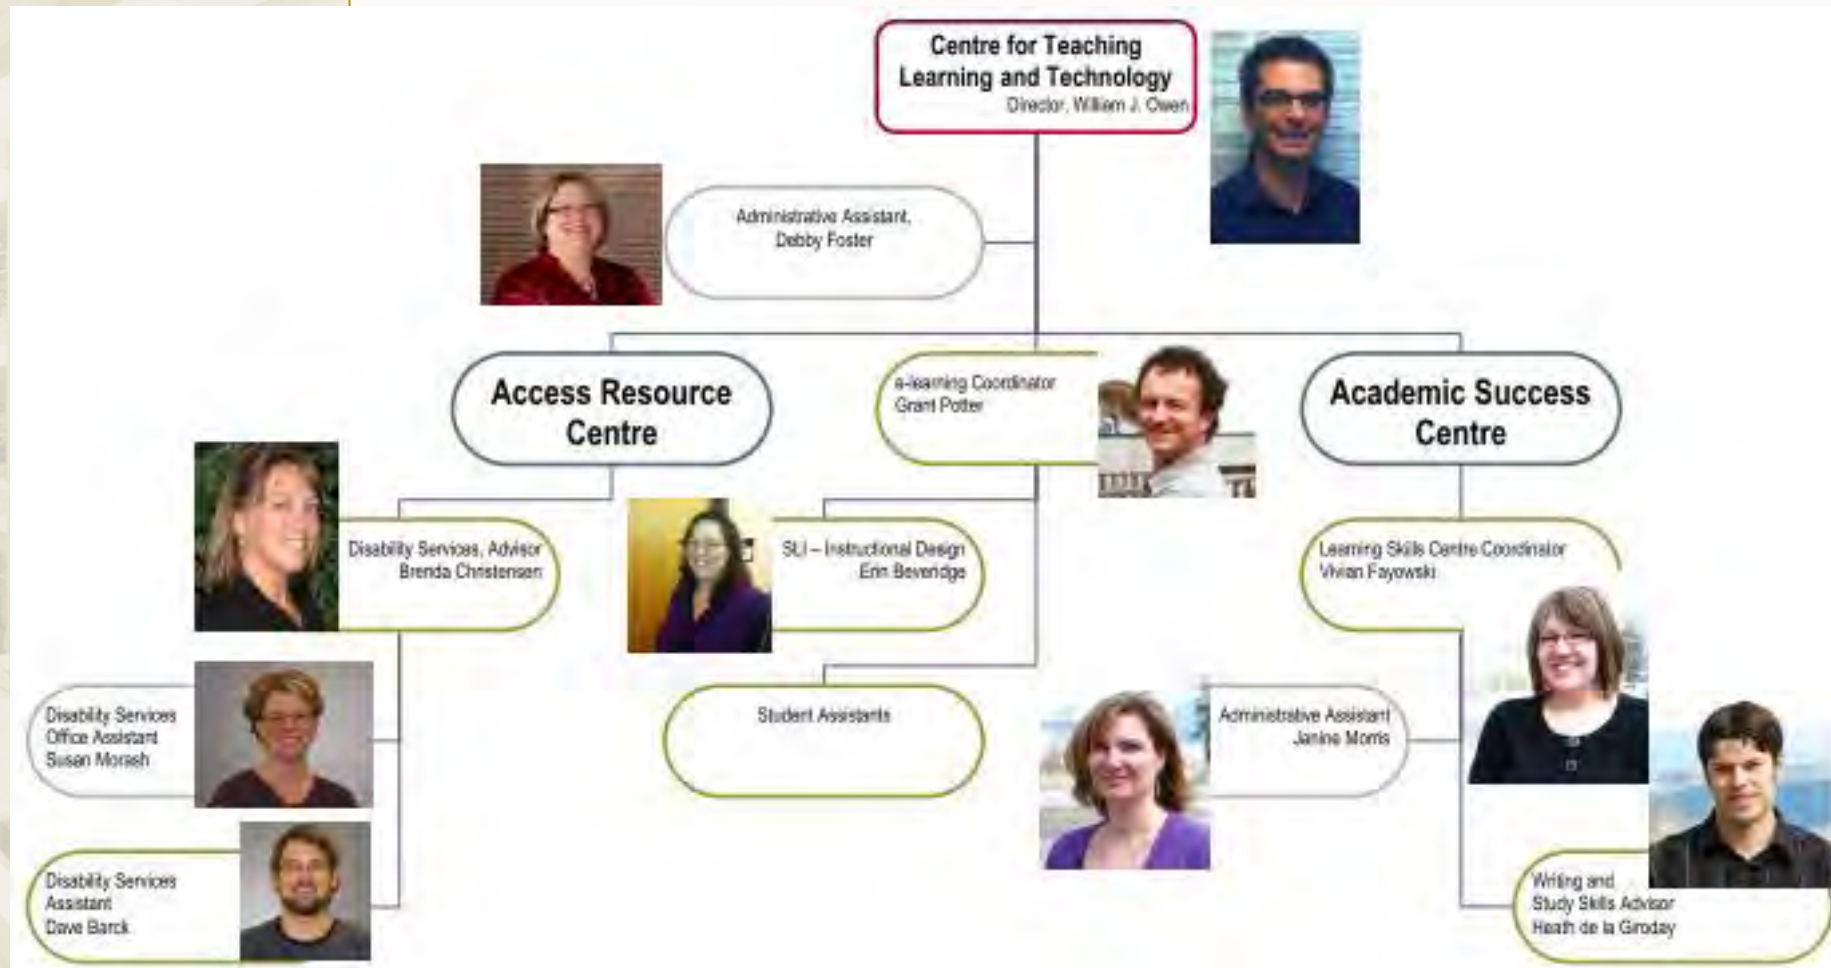 Centre for Teaching
Learning and Technology
Director, William J. Owen
Administrative Assistant,
Debby Foster
Access Resource
Centre
e-learning Coordinator
Grant Potter
Academic Success
Centre
Disability Services, Advisor
Brenda Christensen
SLI – Instructional Design
Erin Beveridge
Learning Skills Centre Coordinator
Vivian Fayowski
Disability Services
Office Assistant
Susan Morash
Student Assistants
Administrative Assistant
Janine Morris
Disability Services
Assistant
Dave Barck
Writing and
Study Skills Advisor
Heath de la Giroday